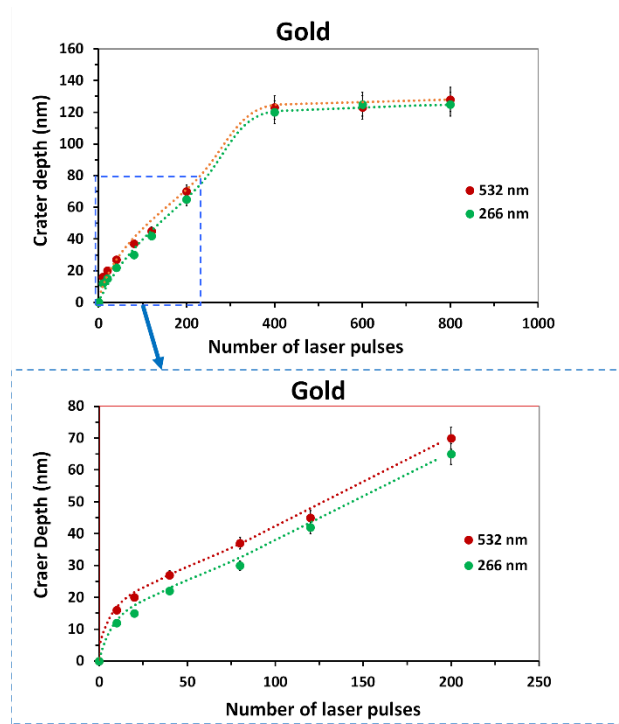 Gold
160
140
120
100
80
60
40
20
0
Crater depth (nm)
532 nm
266 nm
0 200 400 600 800 1000
Number of laser pulses
Gold
80
70
60
50
40
30
20
10
0
Craer Depth (nm)
532 nm
266 nm
0 50 100 150 200 250
Number of laser pulses